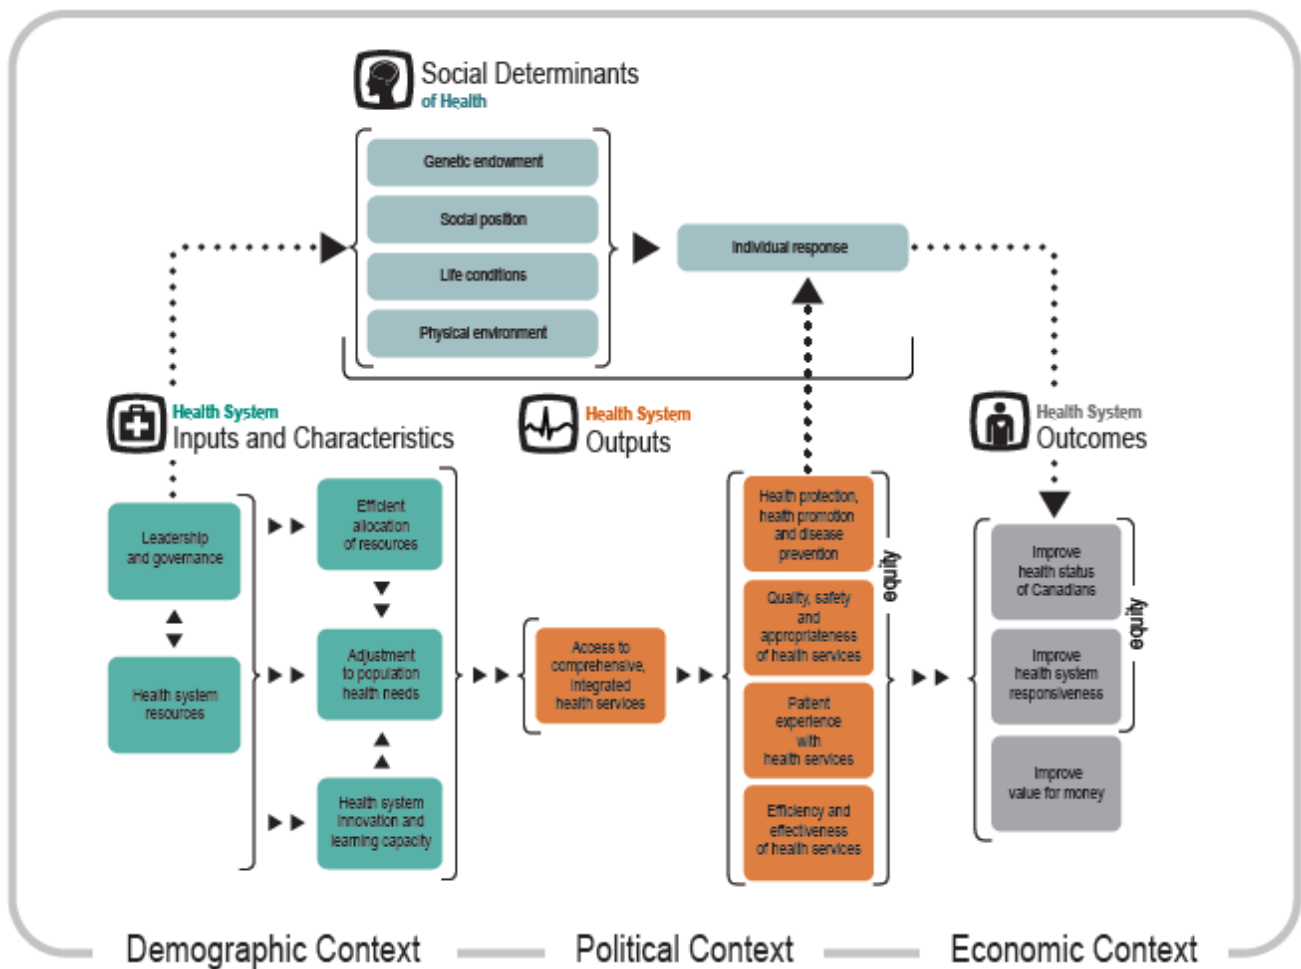 Social Determinants
of Health
Genetic endowment
Social position
Life conditions
Physical environment
Individual response
Health System
Inputs and Characteristics
Leadership
and governance
Health system
resources
Efficient
allocation
of resources
Adjustment
to population
health needs
Health system
innovation and
learning capacity
Health System
Outputs
Access to
comprehensive,
integrated
health services
Health protection,
health promotion
and disease
prevention
Quality, safety
and
appropriateness
of health services
Patient
experience
with
health services
Efficiency and
effectiveness
of health services
equity
Health System
Outcomes
Improve
health status
of Canadians
Improve
health system
responsiveness
Improve
value for money
equity
Demographic Context
Political Context
Economic Context